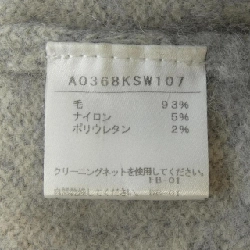 A0368KSW107
毛 93%
ナイロン 5%
ポリウレタン 2%
クリーニングネットを使用してください。
FB-01